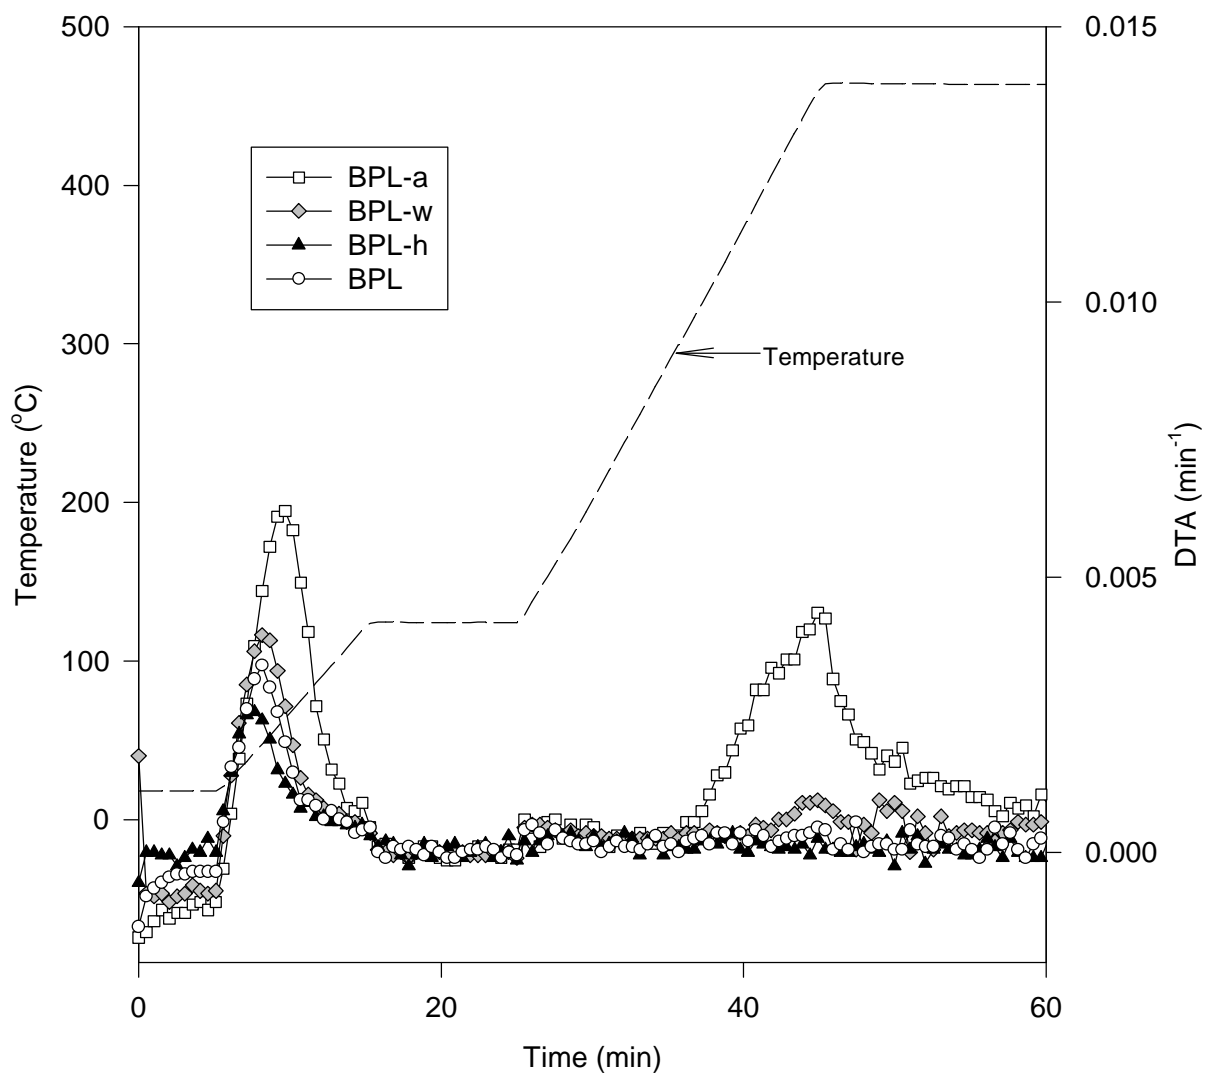 500
400
300
200
100
0
Temperature (°C)
BPL-a
BPL-w
BPL-h
BPL
Temperature
0.015
0.010
0.005
0.000
DTA (min⁻¹)
0 20 40 60
Time (min)